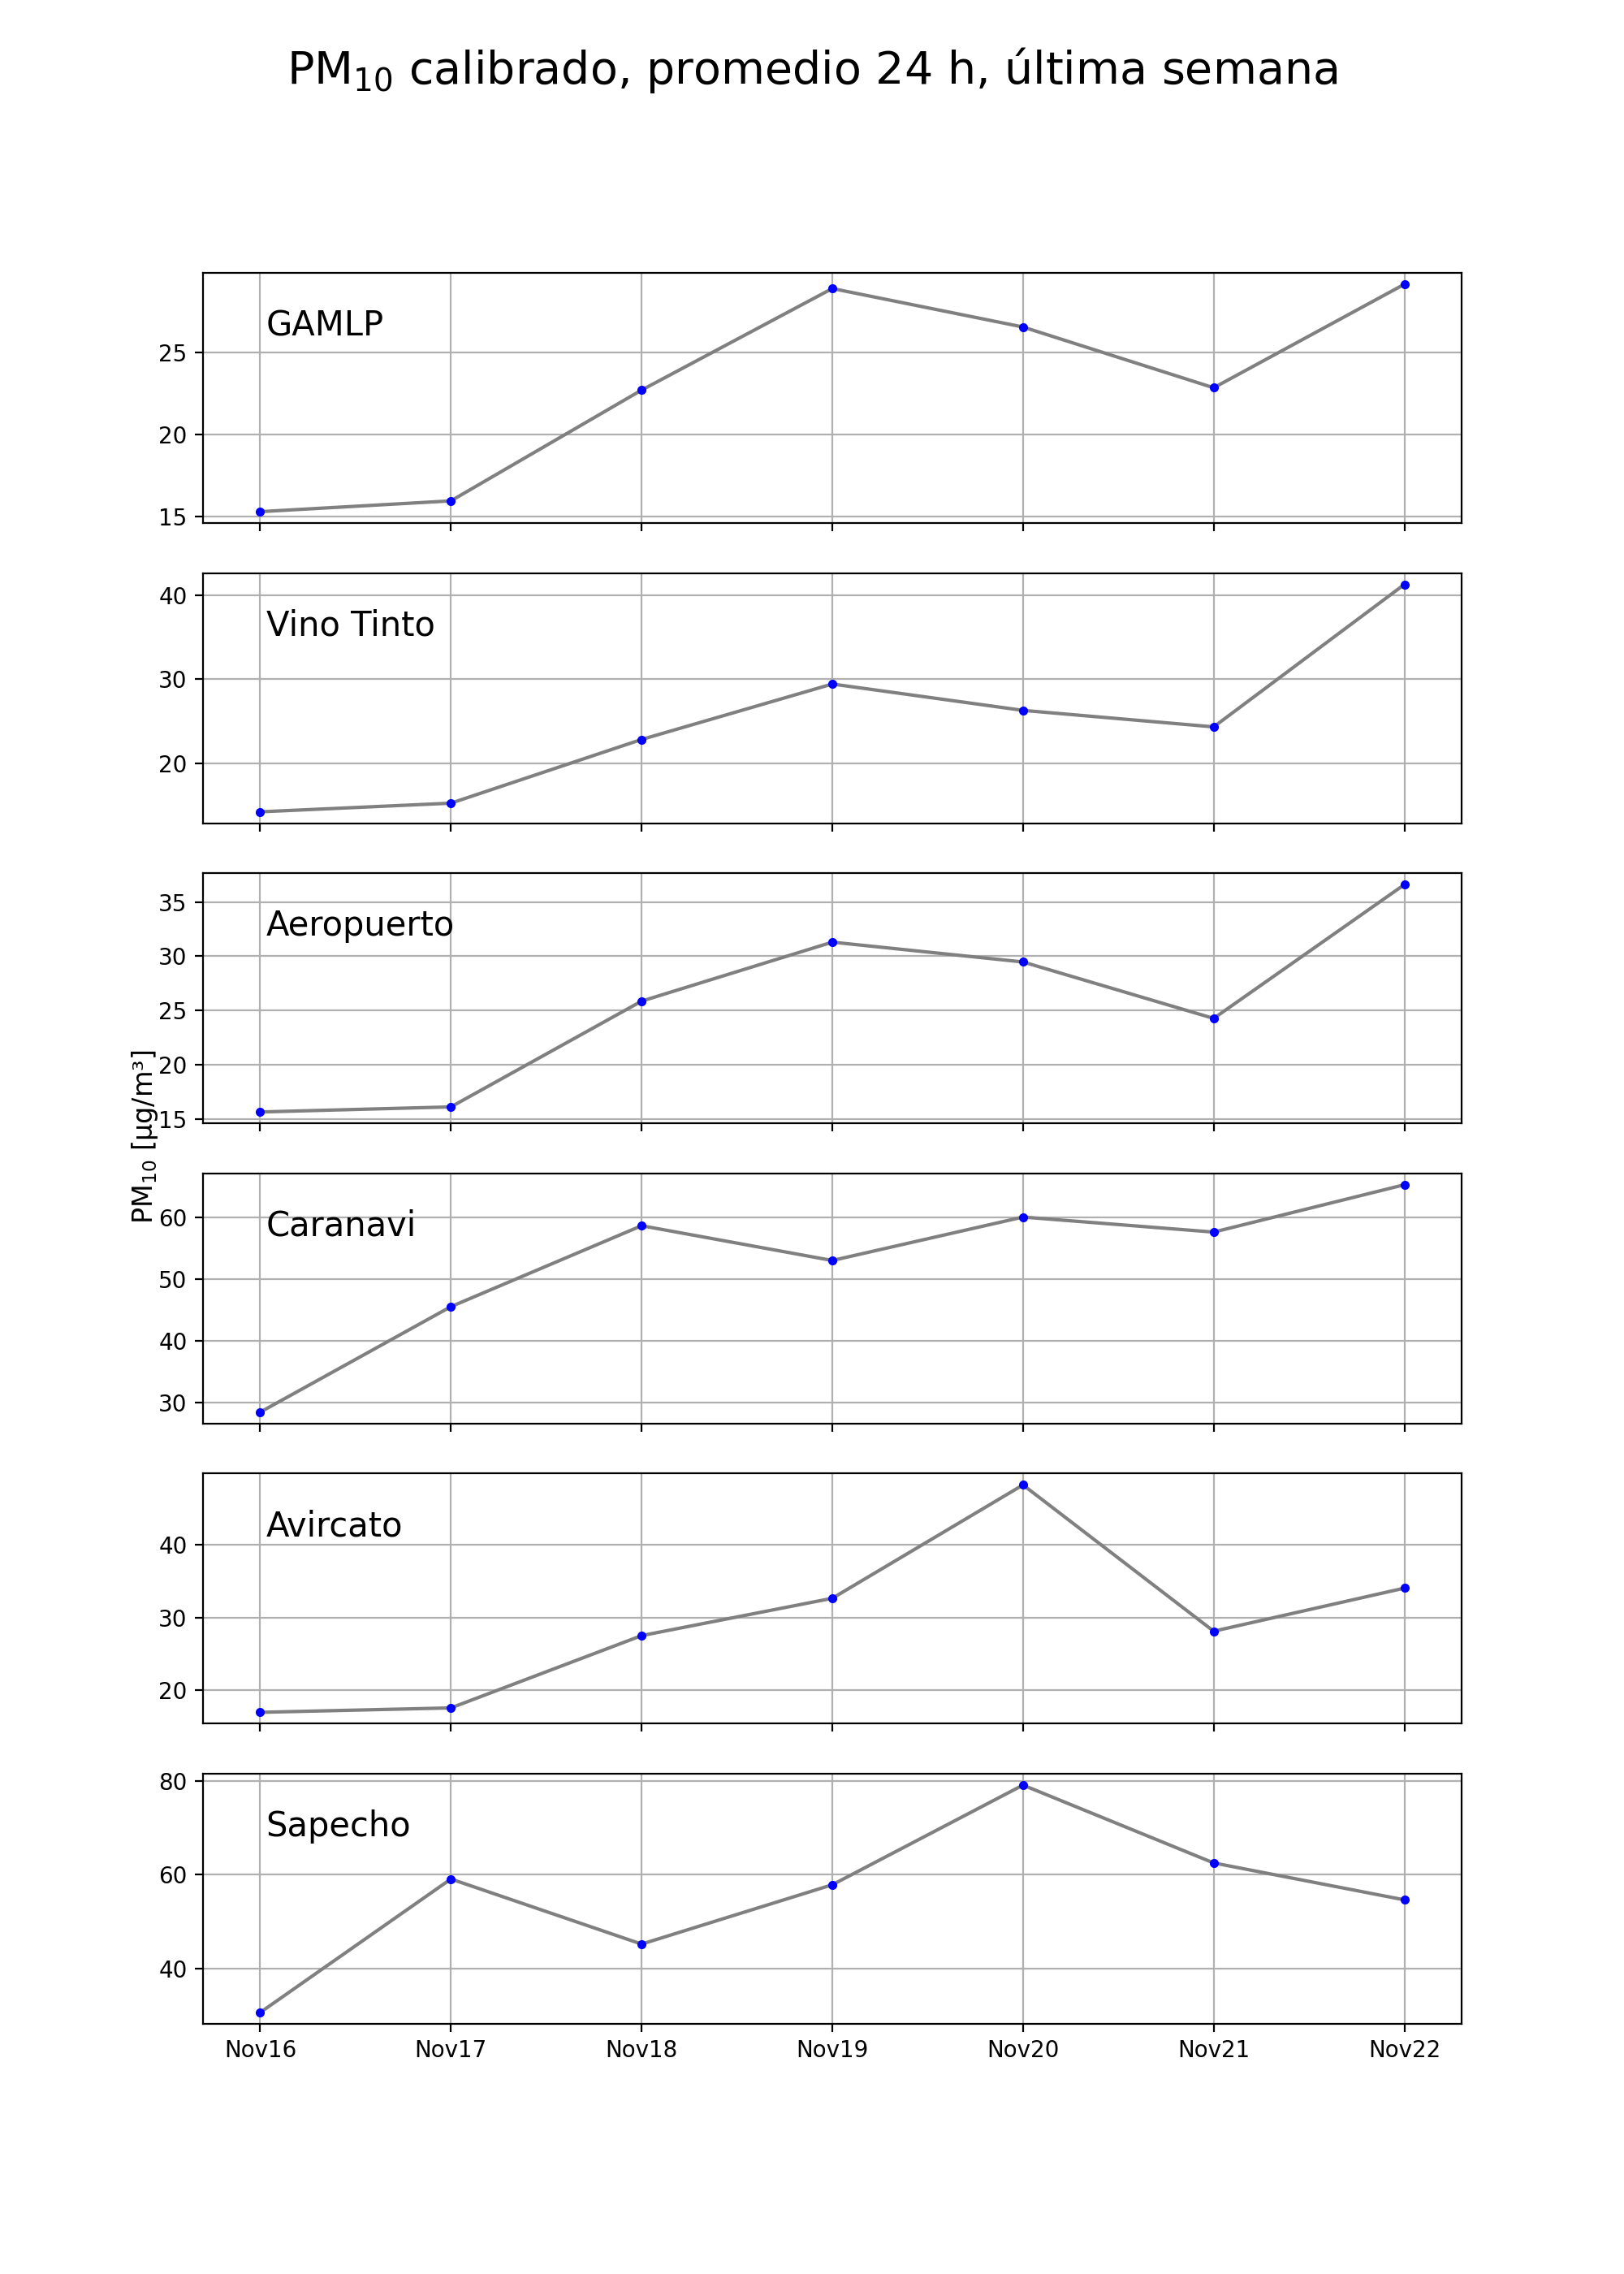 PM₁₀ calibrado, promedio 24 h, última semana
GAMLP
25
20
15
Vino Tinto
40
30
20
Aeropuerto
35
30
25
20
15
PM₁₀ [µg/m³]
Caranavi
60
50
40
30
Avircato
40
30
20
Sapecho
80
60
40
Nov16 Nov17 Nov18 Nov19 Nov20 Nov21 Nov22